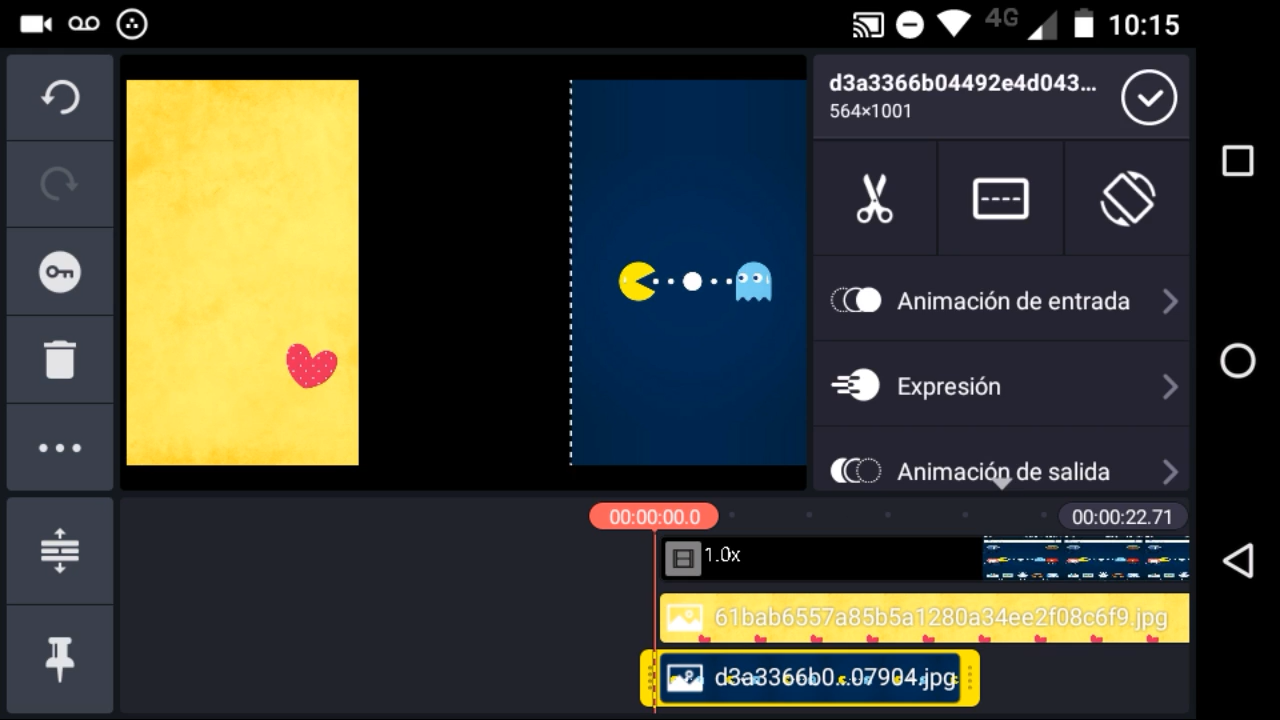 4G 10:15
d3a3366b04492e4d043...
564×1001
Animación de entrada
Expresión
Animación de salida
00:00:00.0
00:00:22.71
1.0x
61bab6557a85b5a1280a34ee2f08c6f9.jpg
d3a3366b0...07904.jpg